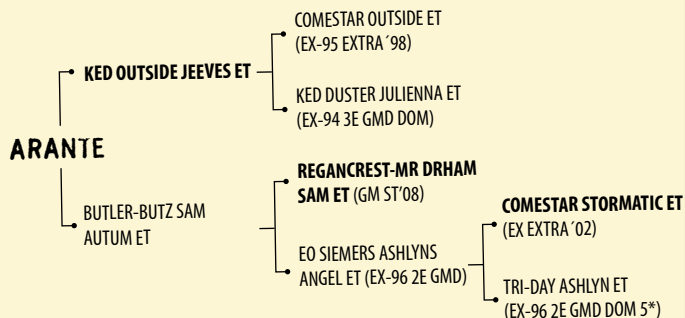 COMESTAR OUTSIDE ET
(EX-95 EXTRA´98)
KED OUTSIDE JEEVES ET
KED DUSTER JULIENNA ET
(EX-94 3E GMD DOM)
ARANTE
REGANCREST-MR DRHAM
SAM ET (GM ST'08)
BUTLER-BUTZ SAM
AUTUM ET
COMESTAR STORMATIC ET
(EX EXTRA´02)
EO SIEMERS ASHLYNS
ANGEL ET (EX-96 2E GMD)
TRI-DAY ASHLYN ET
(EX-96 2E GMD DOM 5*)